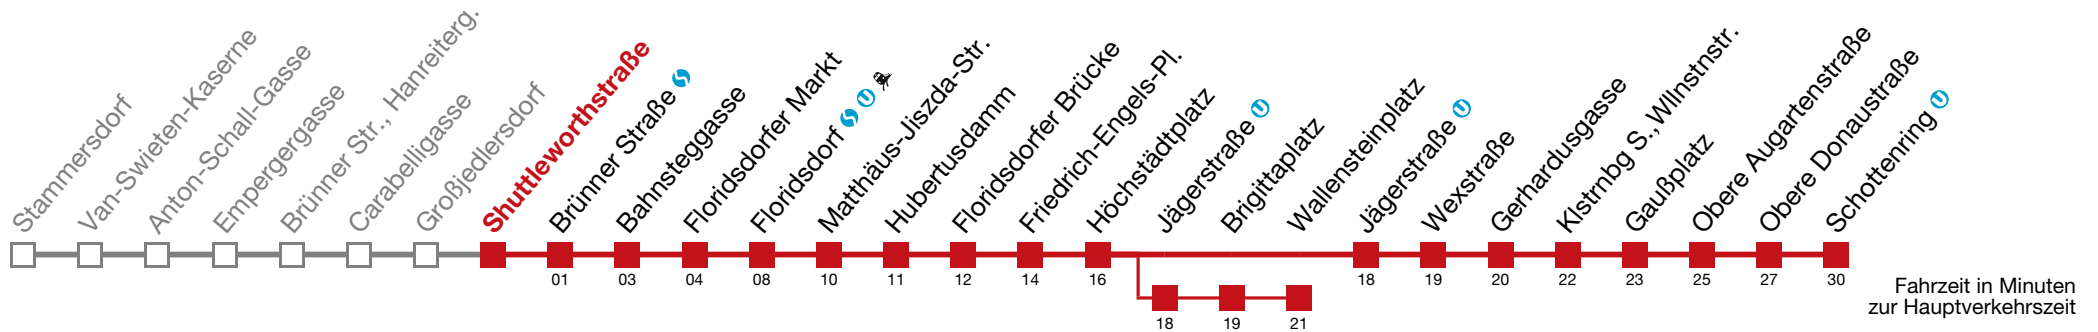 Stammersdorf
Van-Swieten-Kaserne
Anton-Schall-Gasse
Empergergasse
Brünner Str., Hanreiterg.
Carabelligasse
Großjedlersdorf
Shuttleworthstraße
Brünner Straße
Bahnsteggasse
Floridsdorfer Markt
Floridsdorf U
Matthäus-Jiszda-Str.
Hubertusdamm
Floridsdorfer Brücke
Friedrich-Engels-Pl.
Höchstädtplatz
Jägerstraße U
Brigittaplatz
Wallensteinplatz
Jägerstraße U
Wexstraße
Gerhardusgasse
Klstrnbg S., Wllnstnstr.
Gaußplatz
Obere Augartenstraße
Obere Donaustraße
Schottenring U
01 03 04 08 10 11 12 14 16 18 19 20 22 23 25 27 30
18 19 21
Fahrzeit in Minuten
zur Hauptverkehrszeit